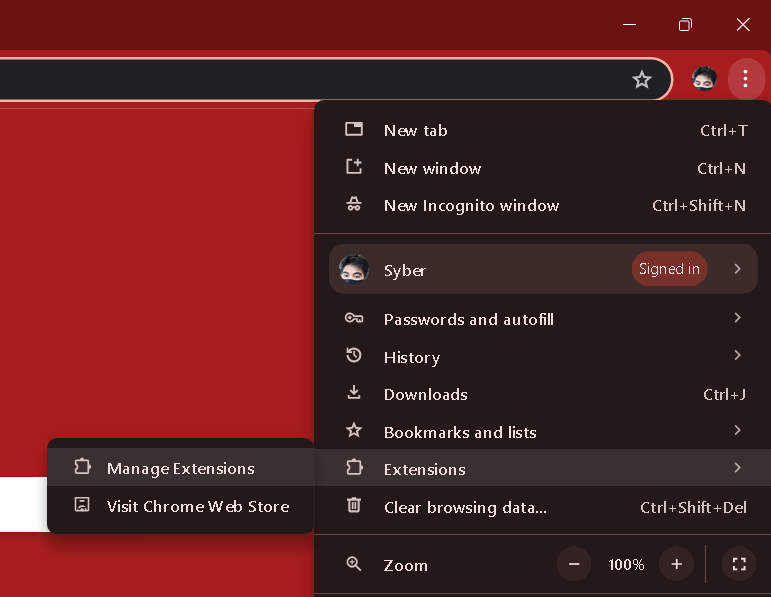 New tab Ctrl+T
New window Ctrl+N
New Incognito window Ctrl+Shift+N
Syber Signed in
Passwords and autofill
History
Downloads Ctrl+J
Bookmarks and lists
Extensions
Manage Extensions
Visit Chrome Web Store
Clear browsing data... Ctrl+Shift+Del
Zoom − 100% +